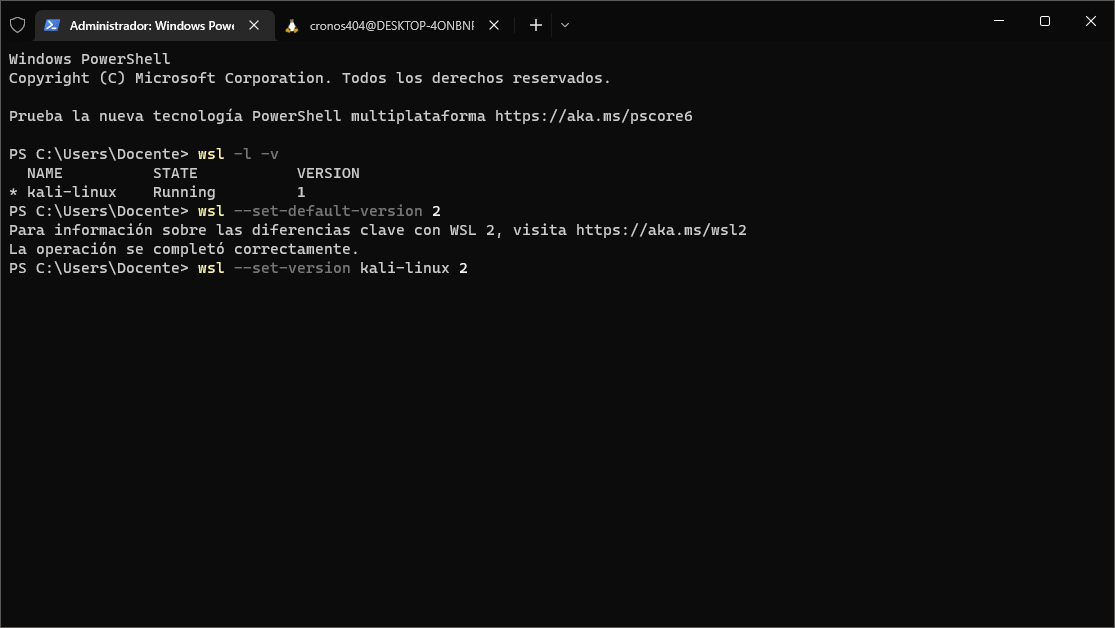 Administrador: Windows Powe
cronos404@DESKTOP-4ONBNF
Windows PowerShell
Copyright (C) Microsoft Corporation. Todos los derechos reservados.
Prueba la nueva tecnología PowerShell multiplataforma https://aka.ms/pscore6
PS C:\Users\Docente> wsl -l -v
  NAME          STATE           VERSION
* kali-linux    Running         1
PS C:\Users\Docente> wsl --set-default-version 2
Para información sobre las diferencias clave con WSL 2, visita https://aka.ms/wsl2
La operación se completó correctamente.
PS C:\Users\Docente> wsl --set-version kali-linux 2